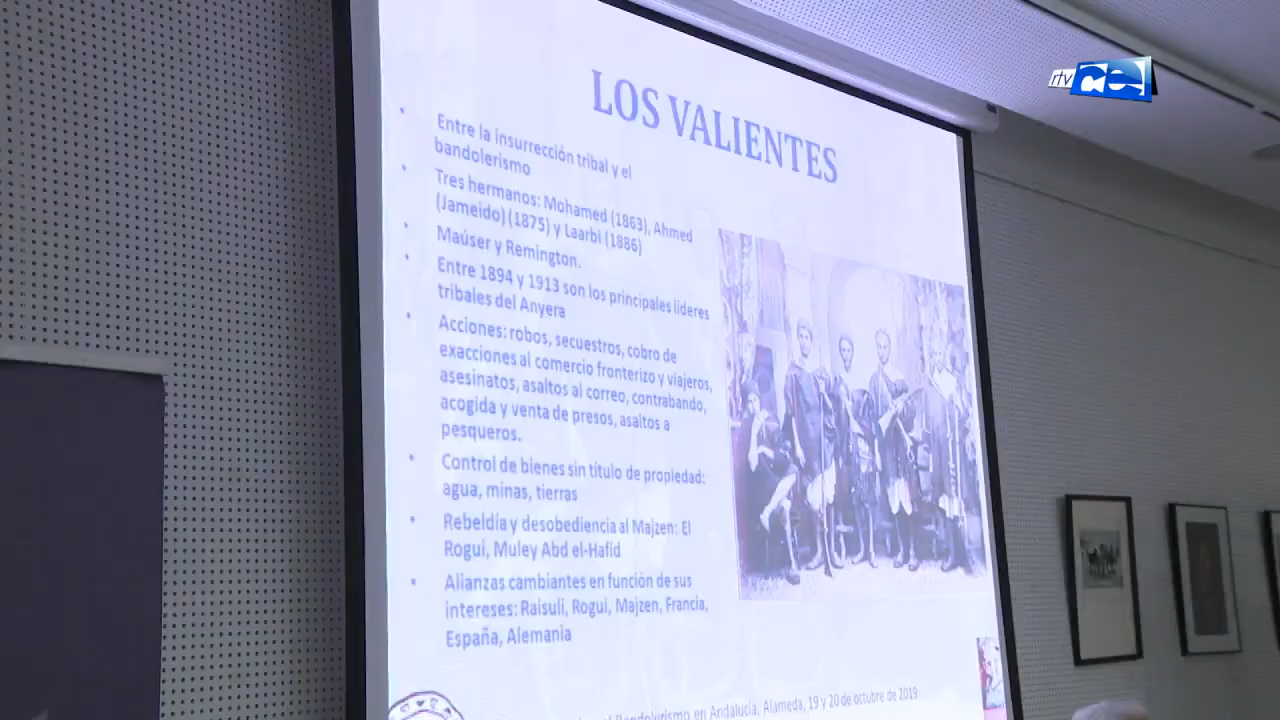 rtv ce
LOS VALIENTES
Entre la insurrección tribal y el
bandolerismo
Tres hermanos: Mohamed (1863), Ahmed
(Jameido) (1875) y Laarbi (1886)
Maúser y Remington.
Entre 1894 y 1913 son los principales líderes
tribales del Anyera
Acciones: robos, secuestros, cobro de
exacciones al comercio fronterizo y viajeros,
asesinatos, asaltos al correo, contrabando,
acogida y venta de presos, asaltos a
pesqueros.
Control de bienes sin título de propiedad:
agua, minas, tierras
Rebeldía y desobediencia al Majzen: El
Rogui, Muley Abd el-Hafid
Alianzas cambiantes en función de sus
intereses: Raisuli, Rogui, Majzen, Francia,
España, Alemania
Bandolerismo en Andalucía, Alameda, 19 y 20 de octubre de 2019